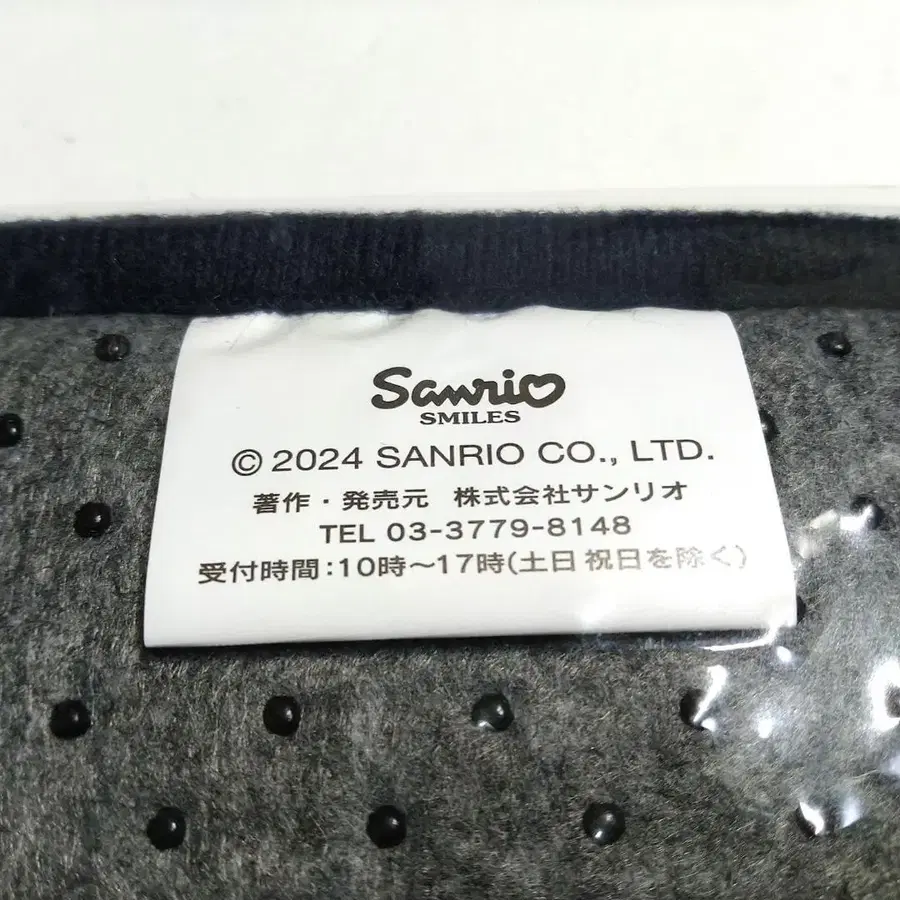 Sanrio
SMILES
© 2024 SANRIO CO., LTD.
著作・発売元 株式会社サンリオ
TEL 03-3779-8148
受付時間:10時～17時(土日祝日を除く)